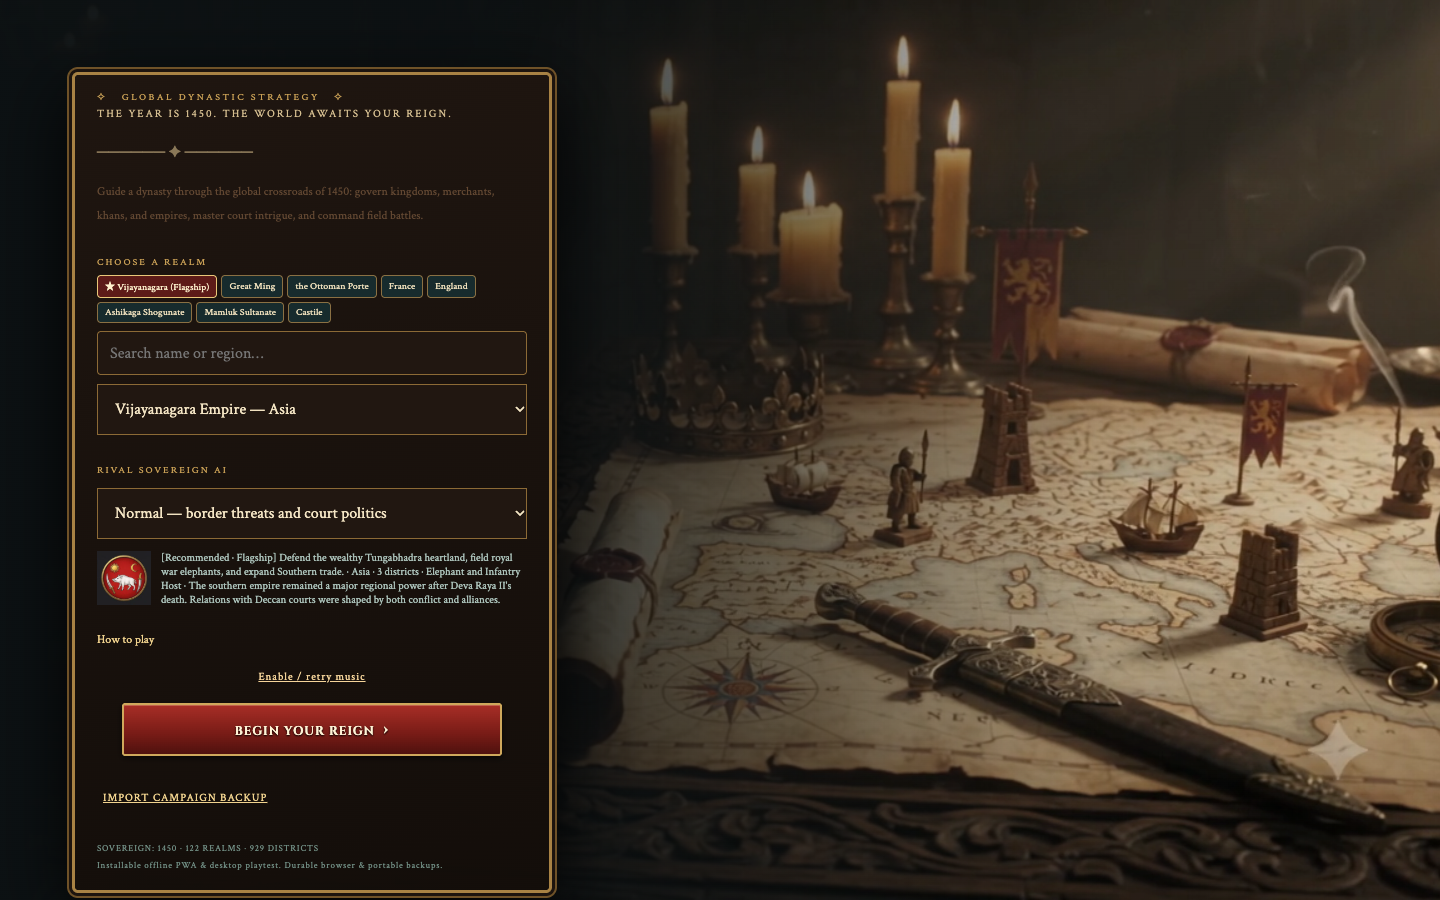 GLOBAL DYNASTIC STRATEGY
THE YEAR IS 1450. THE WORLD AWAITS YOUR REIGN.
Guide a dynasty through the global crossroads of 1450: govern kingdoms, merchants,
khans, and empires, master court intrigue, and command field battles.
CHOOSE A REALM
★ Vijayanagara (Flagship) Great Ming the Ottoman Porte France England
Ashikaga Shogunate Mamluk Sultanate Castile
Search name or region…
Vijayanagara Empire — Asia
RIVAL SOVEREIGN AI
Normal — border threats and court politics
[Recommended · Flagship] Defend the wealthy Tungabhadra heartland, field royal
war elephants, and expand Southern trade. · Asia · 3 districts · Elephant and Infantry
Host · The southern empire remained a major regional power after Deva Raya II's
death. Relations with Deccan courts were shaped by both conflict and alliances.
How to play
Enable / retry music
BEGIN YOUR REIGN ›
IMPORT CAMPAIGN BACKUP
SOVEREIGN: 1450 · 122 REALMS · 929 DISTRICTS
Installable offline PWA & desktop playtest. Durable browser & portable backups.